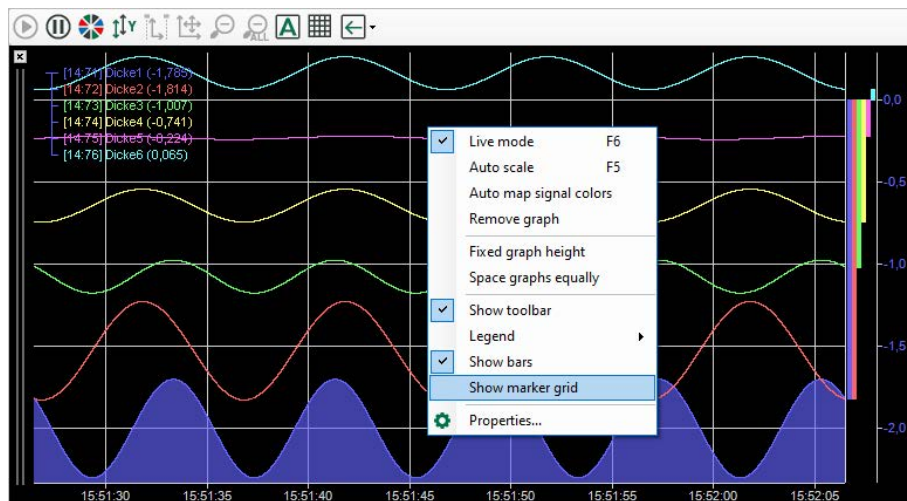 Y
ALL
A
[14:71] Dicke1 (-1,785)
[14:72] Dicke2 (-1,814)
[14:73] Dicke3 (-1,007)
[14:74] Dicke4 (-0,741)
[14:75] Dicke5 (-0,224)
[14:76] Dicke6 (0,065)
Live mode F6
Auto scale F5
Auto map signal colors
Remove graph
Fixed graph height
Space graphs equally
Show toolbar
Legend
Show bars
Show marker grid
Properties...
0,0
-0,5
-1,0
-1,5
-2,0
15:51:30 15:51:35 15:51:40 15:51:45 15:51:50 15:51:55 15:52:00 15:52:05